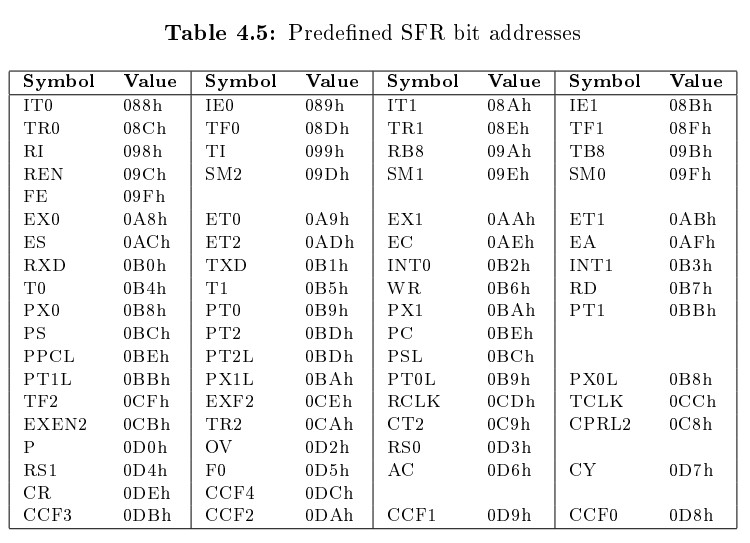 Table 4.5: Predefined SFR bit addresses
Symbol Value Symbol Value Symbol Value Symbol Value
IT0 088h IE0 089h IT1 08Ah IE1 08Bh
TR0 08Ch TF0 08Dh TR1 08Eh TF1 08Fh
RI 098h TI 099h RB8 09Ah TB8 09Bh
REN 09Ch SM2 09Dh SM1 09Eh SM0 09Fh
FE 09Fh
EX0 0A8h ET0 0A9h EX1 0AAh ET1 0ABh
ES 0ACh ET2 0ADh EC 0AEh EA 0AFh
RXD 0B0h TXD 0B1h INT0 0B2h INT1 0B3h
T0 0B4h T1 0B5h WR 0B6h RD 0B7h
PX0 0B8h PT0 0B9h PX1 0BAh PT1 0BBh
PS 0BCh PT2 0BDh PC 0BEh
PPCL 0BEh PT2L 0BDh PSL 0BCh
PT1L 0BBh PX1L 0BAh PT0L 0B9h PX0L 0B8h
TF2 0CFh EXF2 0CEh RCLK 0CDh TCLK 0CCh
EXEN2 0CBh TR2 0CAh CT2 0C9h CPRL2 0C8h
P 0D0h OV 0D2h RS0 0D3h
RS1 0D4h F0 0D5h AC 0D6h CY 0D7h
CR 0DEh CCF4 0DCh
CCF3 0DBh CCF2 0DAh CCF1 0D9h CCF0 0D8h